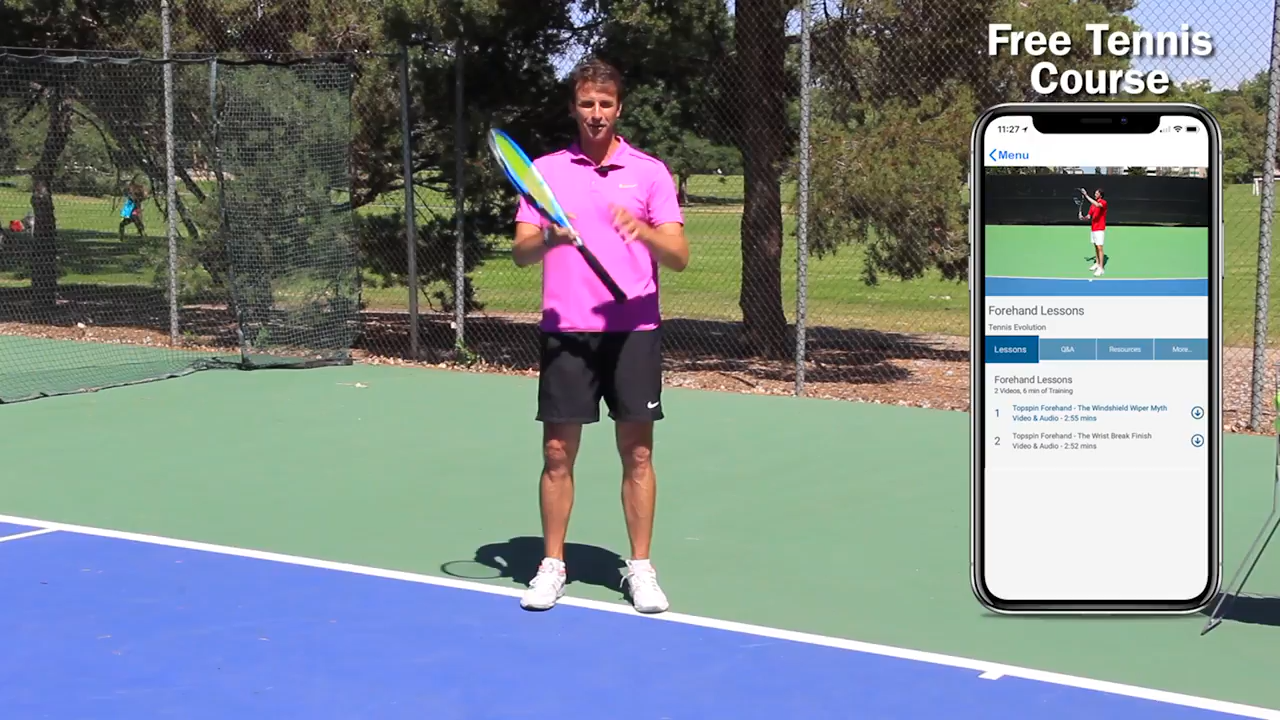 Free Tennis
Course
11:27
Menu
Forehand Lessons
Tennis Evolution
Lessons Q&A Resources More...
Forehand Lessons
2 Videos, 6 min of Training
1 Topspin Forehand - The Windshield Wiper Myth
Video & Audio - 2:55 mins
2 Topspin Forehand - The Wrist Break Finish
Video & Audio - 2:52 mins